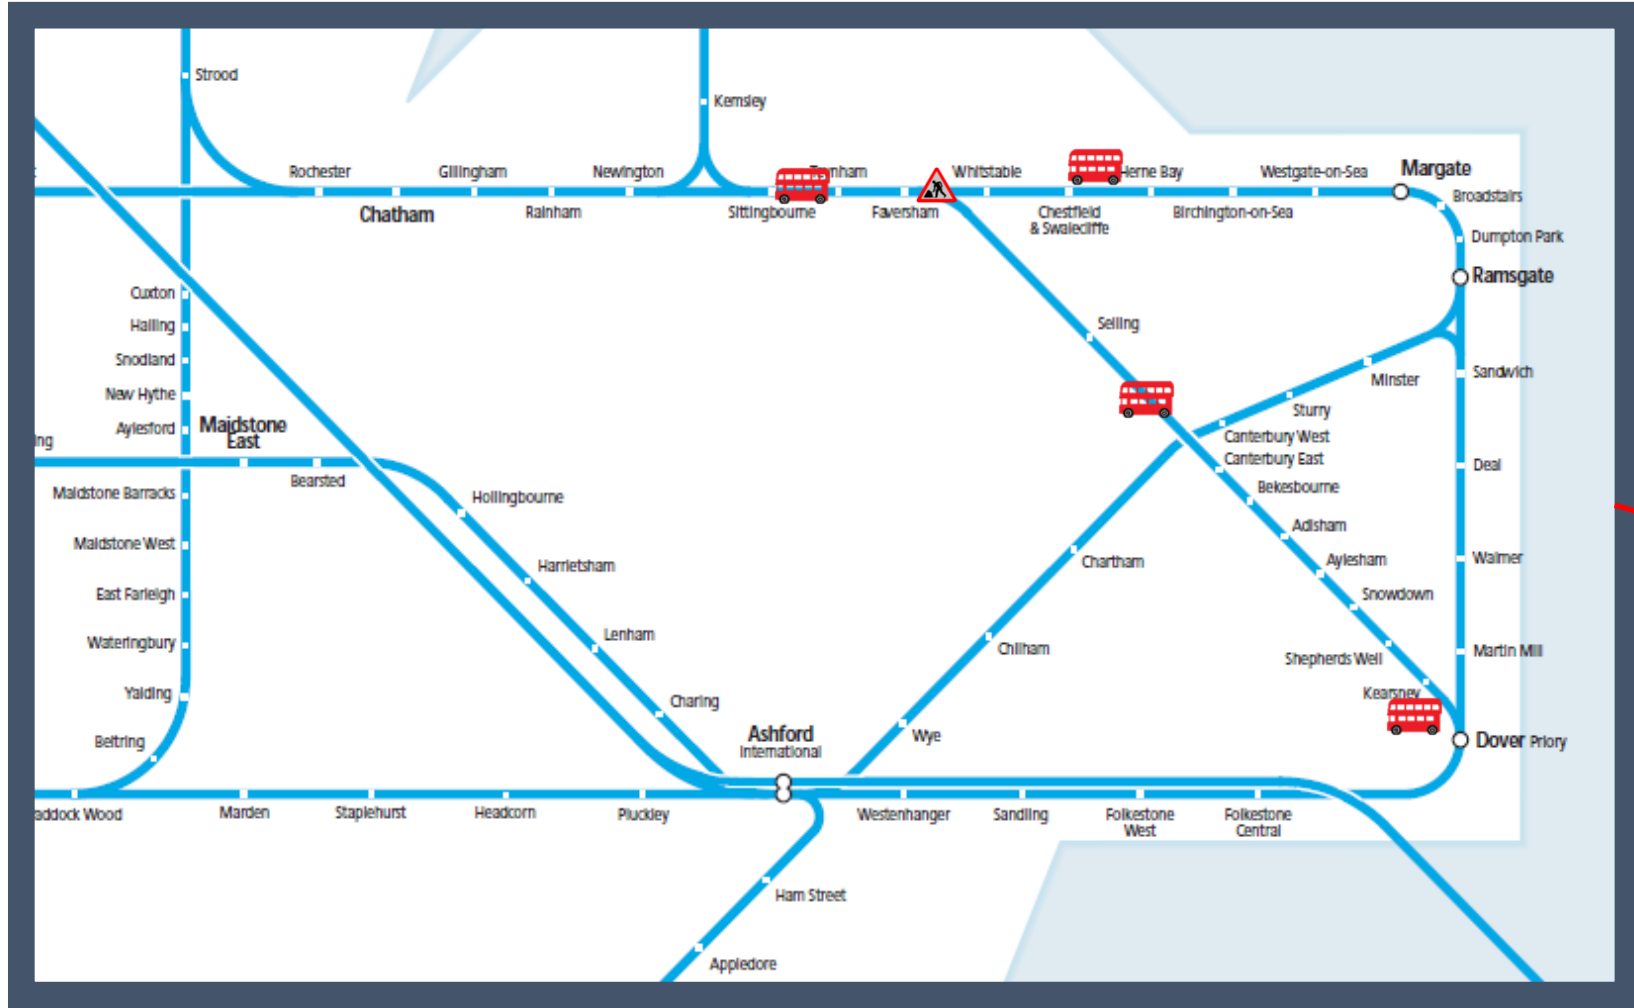 Strood
Kemsley
Rochester
Gillingham
Newington
Whitstable
Herne Bay
Westgate-on-Sea
Margate
Chatham
Rainham
Sittingbourne
Faversham
Chestfield
& Swalecliffe
Birchington-on-Sea
Broadstairs
Dumpton Park
Ramsgate
Cuxton
Halling
Snodland
New Hythe
Aylesford
Maidstone
East
ing
Bearsted
Selling
Minster
Sandwich
Sturry
Canterbury West
Canterbury East
Bekesbourne
Deal
Maidstone Barracks
Hollingbourne
Adisham
Maidstone West
Harrietsham
Chartham
Aylesham
Walmer
East Farleigh
Snowdown
Wateringbury
Lenham
Chilham
Shepherds Well
Martin Mill
Yalding
Charing
Kearsney
Beltring
Ashford
International
Wye
Dover Priory
addock Wood
Marden
Staplehurst
Headcorn
Pluckley
Westenhanger
Sandling
Folkestone
West
Folkestone
Central
Ham Street
Appledore